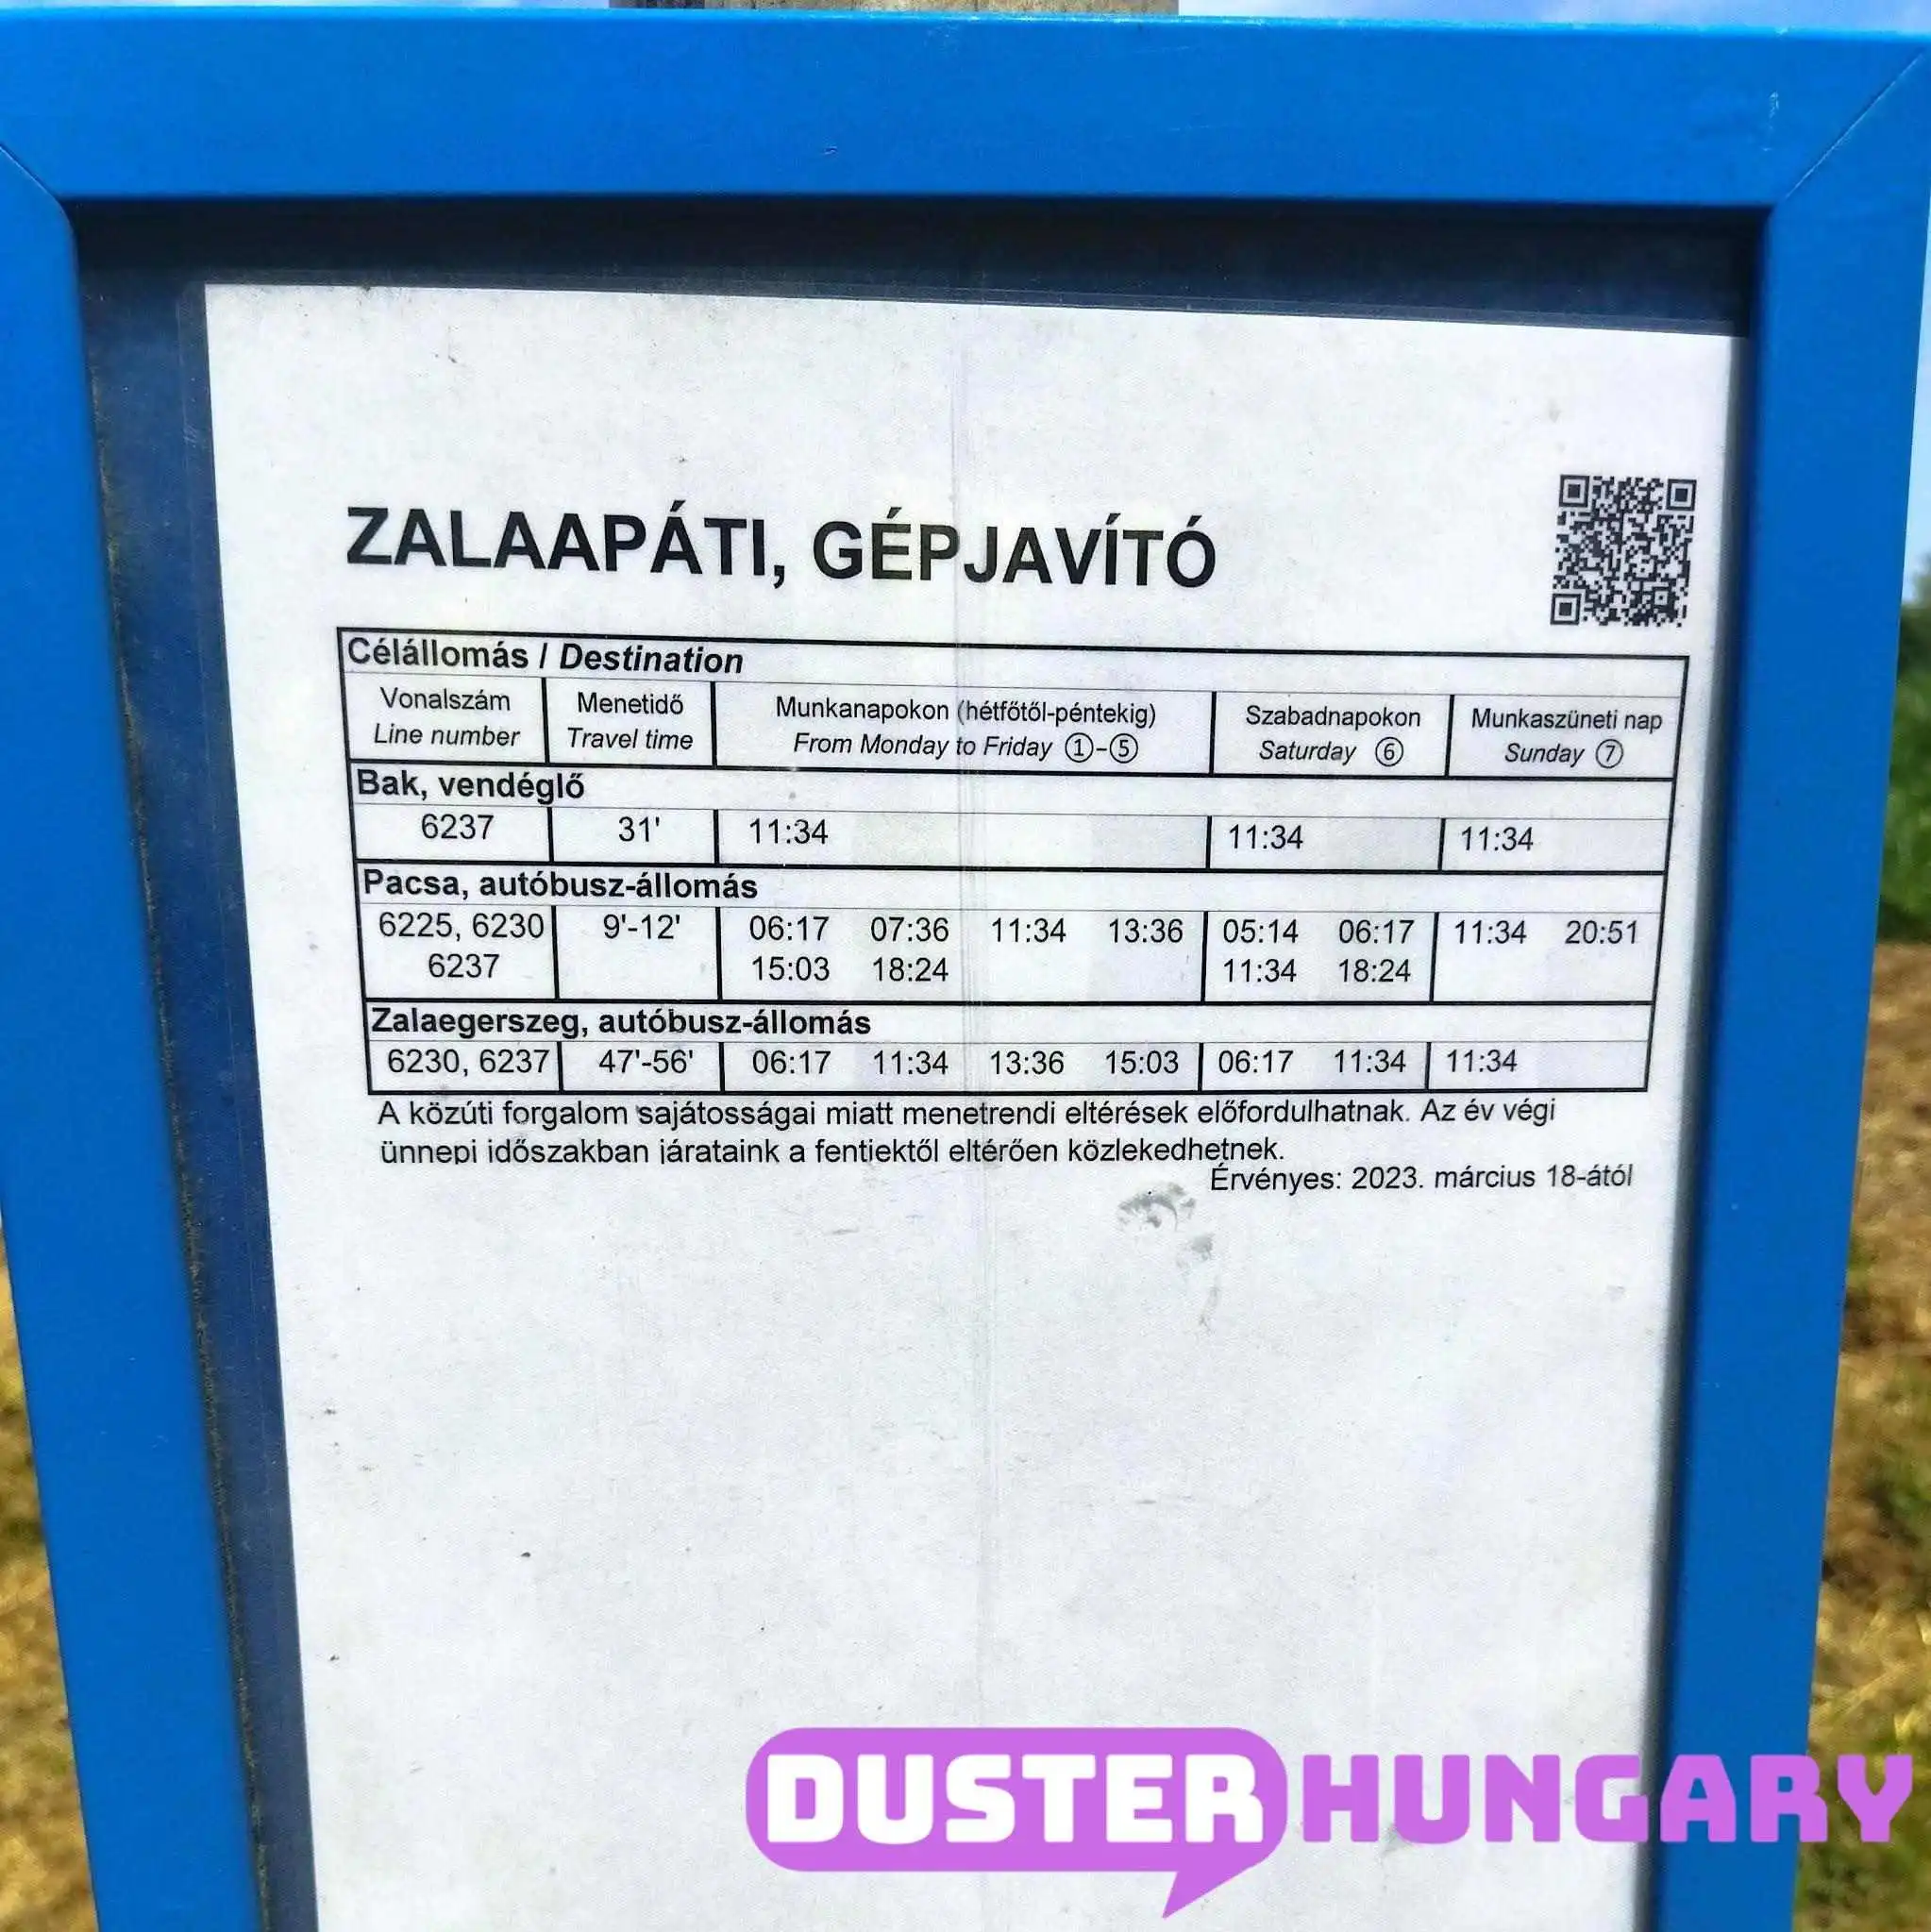 ZALAAPÁTI, GÉPJAVÍTÓ
Célállomás / Destination
Vonalszám Menetidő Munkanapokon (hétfőtől-péntekig) Szabadnapokon Munkaszüneti nap
Line number Travel time From Monday to Friday ①-⑤ Saturday ⑥ Sunday ⑦
Bak, vendéglő
6237 31' 11:34 11:34 11:34
Pacsa, autóbusz-állomás
6225, 6230 9'-12' 06:17 07:36 11:34 13:36 05:14 06:17 11:34 20:51
6237 15:03 18:24 11:34 18:24
Zalaegerszeg, autóbusz-állomás
6230, 6237 47'-56' 06:17 11:34 13:36 15:03 06:17 11:34 11:34
A közúti forgalom sajátosságai miatt menetrendi eltérések előfordulhatnak. Az év végi
ünnepi időszakban járataink a fentiektől eltérően közlekedhetnek.
Érvényes: 2023. március 18-ától
DUSTER HUNGARY